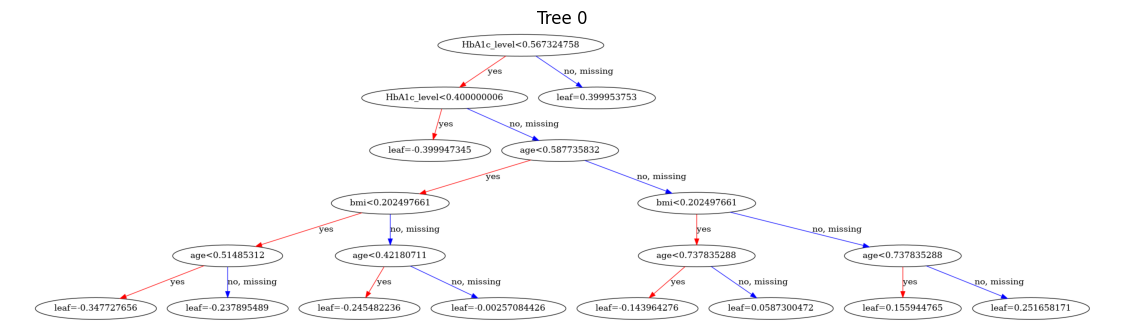 Tree 0
HbA1c_level<0.567324758
yes
no, missing
HbA1c_level<0.400000006
leaf=0.399953753
yes
no, missing
leaf=-0.399947345
age<0.587735832
yes
no, missing
bmi<0.202497661
bmi<0.202497661
yes
no, missing
yes
no, missing
age<0.51485312
age<0.42180711
age<0.737835288
age<0.737835288
yes
no, missing
yes
no, missing
yes
no, missing
yes
no, missing
leaf=-0.347727656
leaf=-0.237895489
leaf=-0.245482236
leaf=-0.00257084426
leaf=-0.143964276
leaf=0.0587300472
leaf=0.155944765
leaf=0.251658171